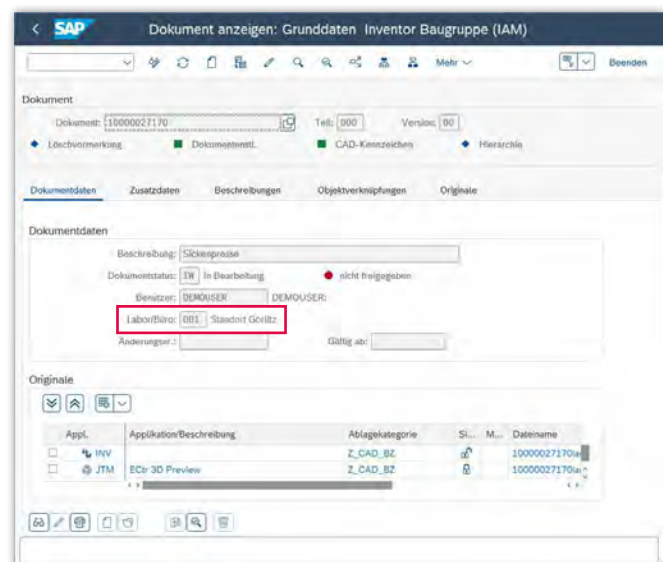 SAP Dokument anzeigen: Grunddaten Inventor Baugruppe (IAM)
Mehr Beenden
Dokument
Dokument: 10000027170 Teil: 000 Version: 00
Löschvormerkung Dokumentenstl. CAD-Kennzeichen Hierarchie
Dokumentdaten Zusatzdaten Beschreibungen Objektverknüpfungen Originale
Dokumentdaten
Beschreibung: Sickenpresse
Dokumentstatus: IW In Bearbeitung nicht freigegeben
Benutzer: DEMOUSER DEMOUSER:
Labor/Büro: 001 Standort Görlitz
Änderungsnr.: Gültig ab:
Originale
Appl. Applikation/Beschreibung Ablagekategorie Si... M... Dateiname
INV Z_CAD_BZ
JTM ECtr 3D Preview Z_CAD_BZ